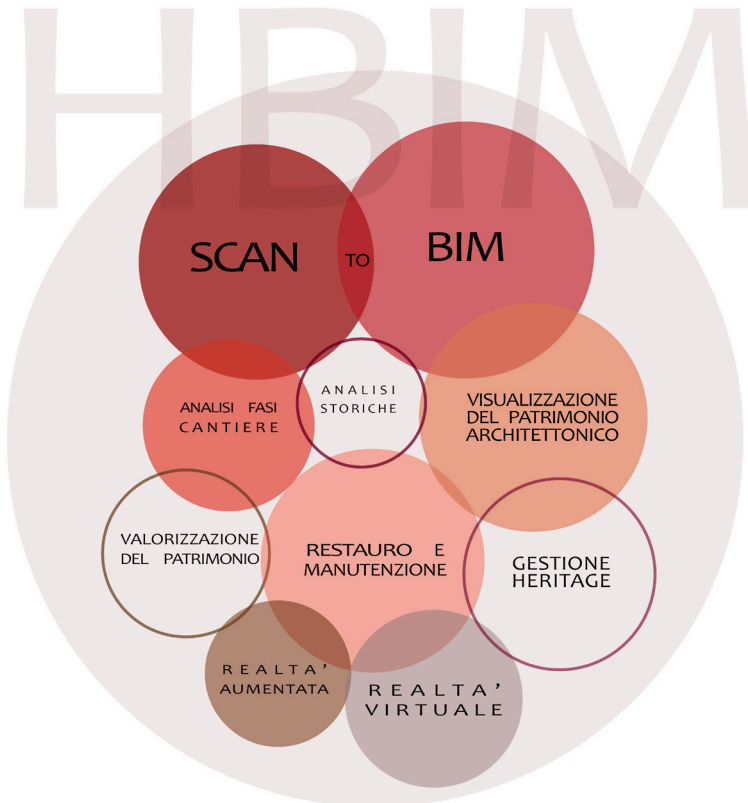 HBIM
SCAN TO BIM
ANALISI FASI
CANTIERE
ANALISI
STORICHE
VISUALIZZAZIONE
DEL PATRIMONIO
ARCHITETTONICO
VALORIZZAZIONE
DEL PATRIMONIO
RESTAURO E
MANUTENZIONE
GESTIONE
HERITAGE
REALTA’
AUMENTATA
REALTA’
VIRTUALE